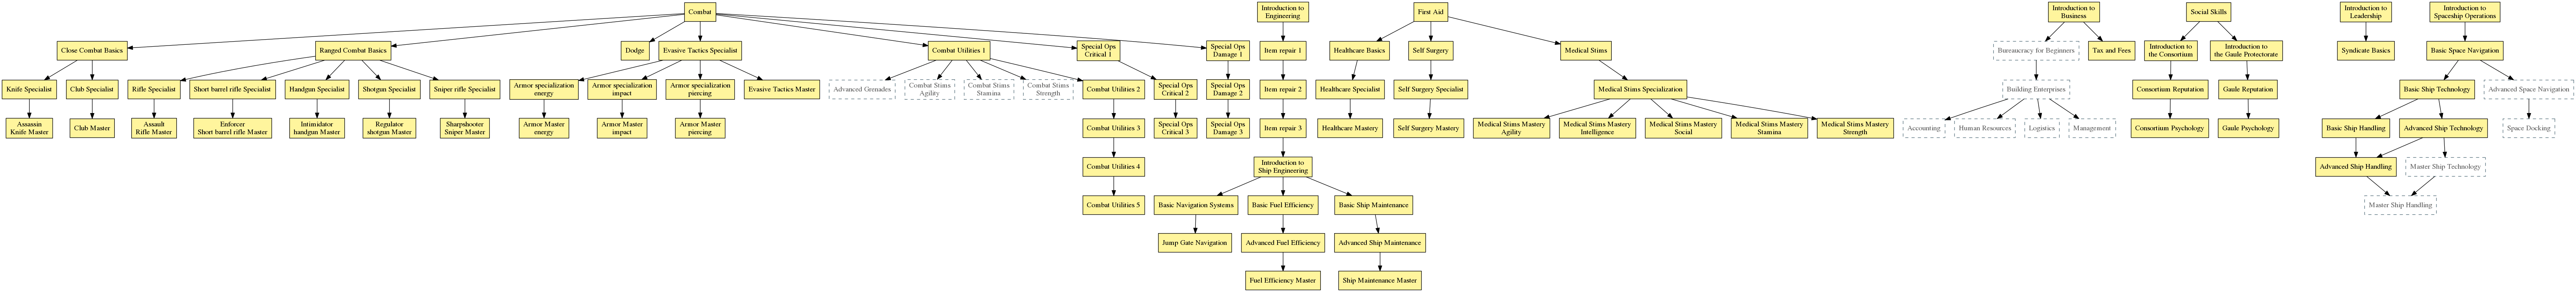 Combat
Introduction to
Engineering
First Aid
Introduction to
Business
Social Skills
Introduction to
Leadership
Introduction to
Spaceship Operations
Close Combat Basics
Ranged Combat Basics
Dodge
Evasive Tactics Specialist
Combat Utilities 1
Special Ops
Critical 1
Special Ops
Damage 1
Item repair 1
Healthcare Basics
Self Surgery
Medical Stims
Bureaucracy for Beginners
Tax and Fees
Introduction to
the Consortium
Introduction to
the Gaule Protectorate
Syndicate Basics
Basic Space Navigation
Knife Specialist
Club Specialist
Rifle Specialist
Short barrel rifle Specialist
Handgun Specialist
Shotgun Specialist
Sniper rifle Specialist
Armor specialization
energy
Armor specialization
impact
Armor specialization
piercing
Evasive Tactics Master
Advanced Grenades
Combat Stims
Agility
Combat Stims
Stamina
Combat Stims
Strength
Combat Utilities 2
Special Ops
Critical 2
Special Ops
Damage 2
Item repair 2
Healthcare Specialist
Self Surgery Specialist
Medical Stims Specialization
Building Enterprises
Consortium Reputation
Gaule Reputation
Basic Ship Technology
Advanced Space Navigation
Assassin
Knife Master
Club Master
Assault
Rifle Master
Enforcer
Short barrel rifle Master
Intimidator
handgun Master
Regulator
shotgun Master
Sharpshooter
Sniper Master
Armor Master
energy
Armor Master
impact
Armor Master
piercing
Combat Utilities 3
Special Ops
Critical 3
Special Ops
Damage 3
Item repair 3
Healthcare Mastery
Self Surgery Mastery
Medical Stims Mastery
Agility
Medical Stims Mastery
Intelligence
Medical Stims Mastery
Social
Medical Stims Mastery
Stamina
Medical Stims Mastery
Strength
Accounting
Human Resources
Logistics
Management
Consortium Psychology
Gaule Psychology
Basic Ship Handling
Advanced Ship Technology
Space Docking
Combat Utilities 4
Introduction to
Ship Engineering
Advanced Ship Handling
Master Ship Technology
Combat Utilities 5
Basic Navigation Systems
Basic Fuel Efficiency
Basic Ship Maintenance
Master Ship Handling
Jump Gate Navigation
Advanced Fuel Efficiency
Advanced Ship Maintenance
Fuel Efficiency Master
Ship Maintenance Master